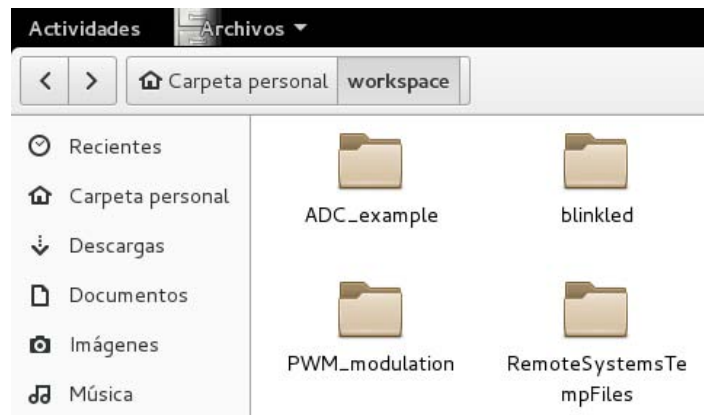 Actividades Archivos
Carpeta personal workspace
Recientes
Carpeta personal
Descargas
Documentos
Imágenes
Música
ADC_example blinkled
PWM_modulation RemoteSystemsTe
mpFiles